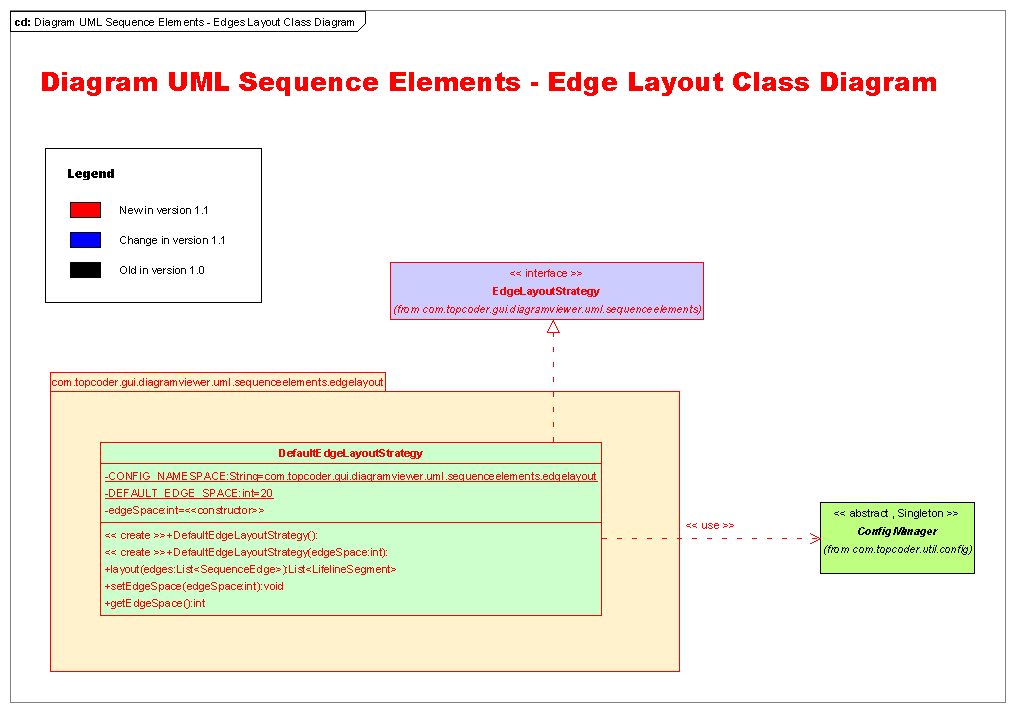 cd: Diagram UML Sequence Elements - Edges Layout Class Diagram
Diagram UML Sequence Elements - Edge Layout Class Diagram
Legend
New in version 1.1
Change in version 1.1
Old in version 1.0
<< interface >>
EdgeLayoutStrategy
(from com.topcoder.gui.diagramviewer.uml.sequenceelements)
com.topcoder.gui.diagramviewer.uml.sequenceelements.edgelayout
DefaultEdgeLayoutStrategy
-CONFIG_NAMESPACE:String=com.topcoder.gui.diagramviewer.uml.sequenceelements.edgelayout
-DEFAULT_EDGE_SPACE:int=20
-edgeSpace:int=<<constructor>>
<< create >>+DefaultEdgeLayoutStrategy():
<< create >>+DefaultEdgeLayoutStrategy(edgeSpace:int):
+layout(edges:List<SequenceEdge>):List<LifelineSegment>
+setEdgeSpace(edgeSpace:int):void
+getEdgeSpace():int
<< use >>
<< abstract , Singleton >>
ConfigManager
(from com.topcoder.util.config)